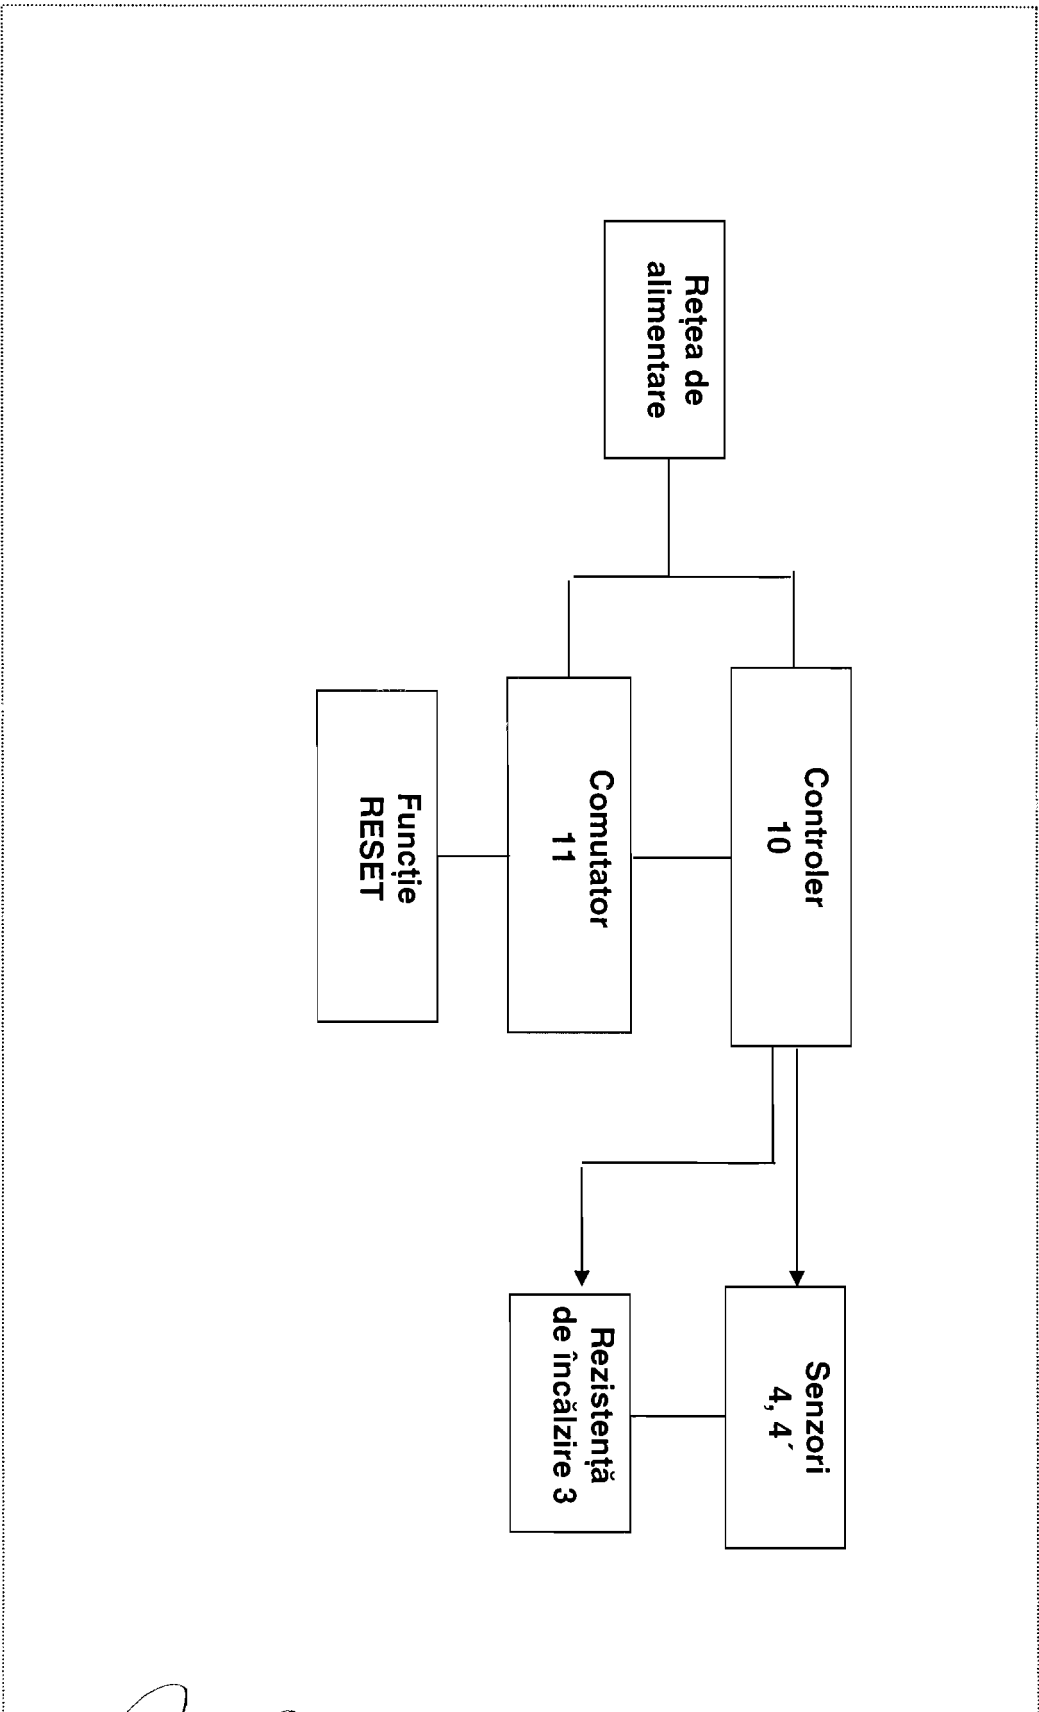 Rețea de
alimentare
Controler
10
Comutator
11
Funcție
RESET
Senzori
4, 4´
Rezistență
de încălzire 3